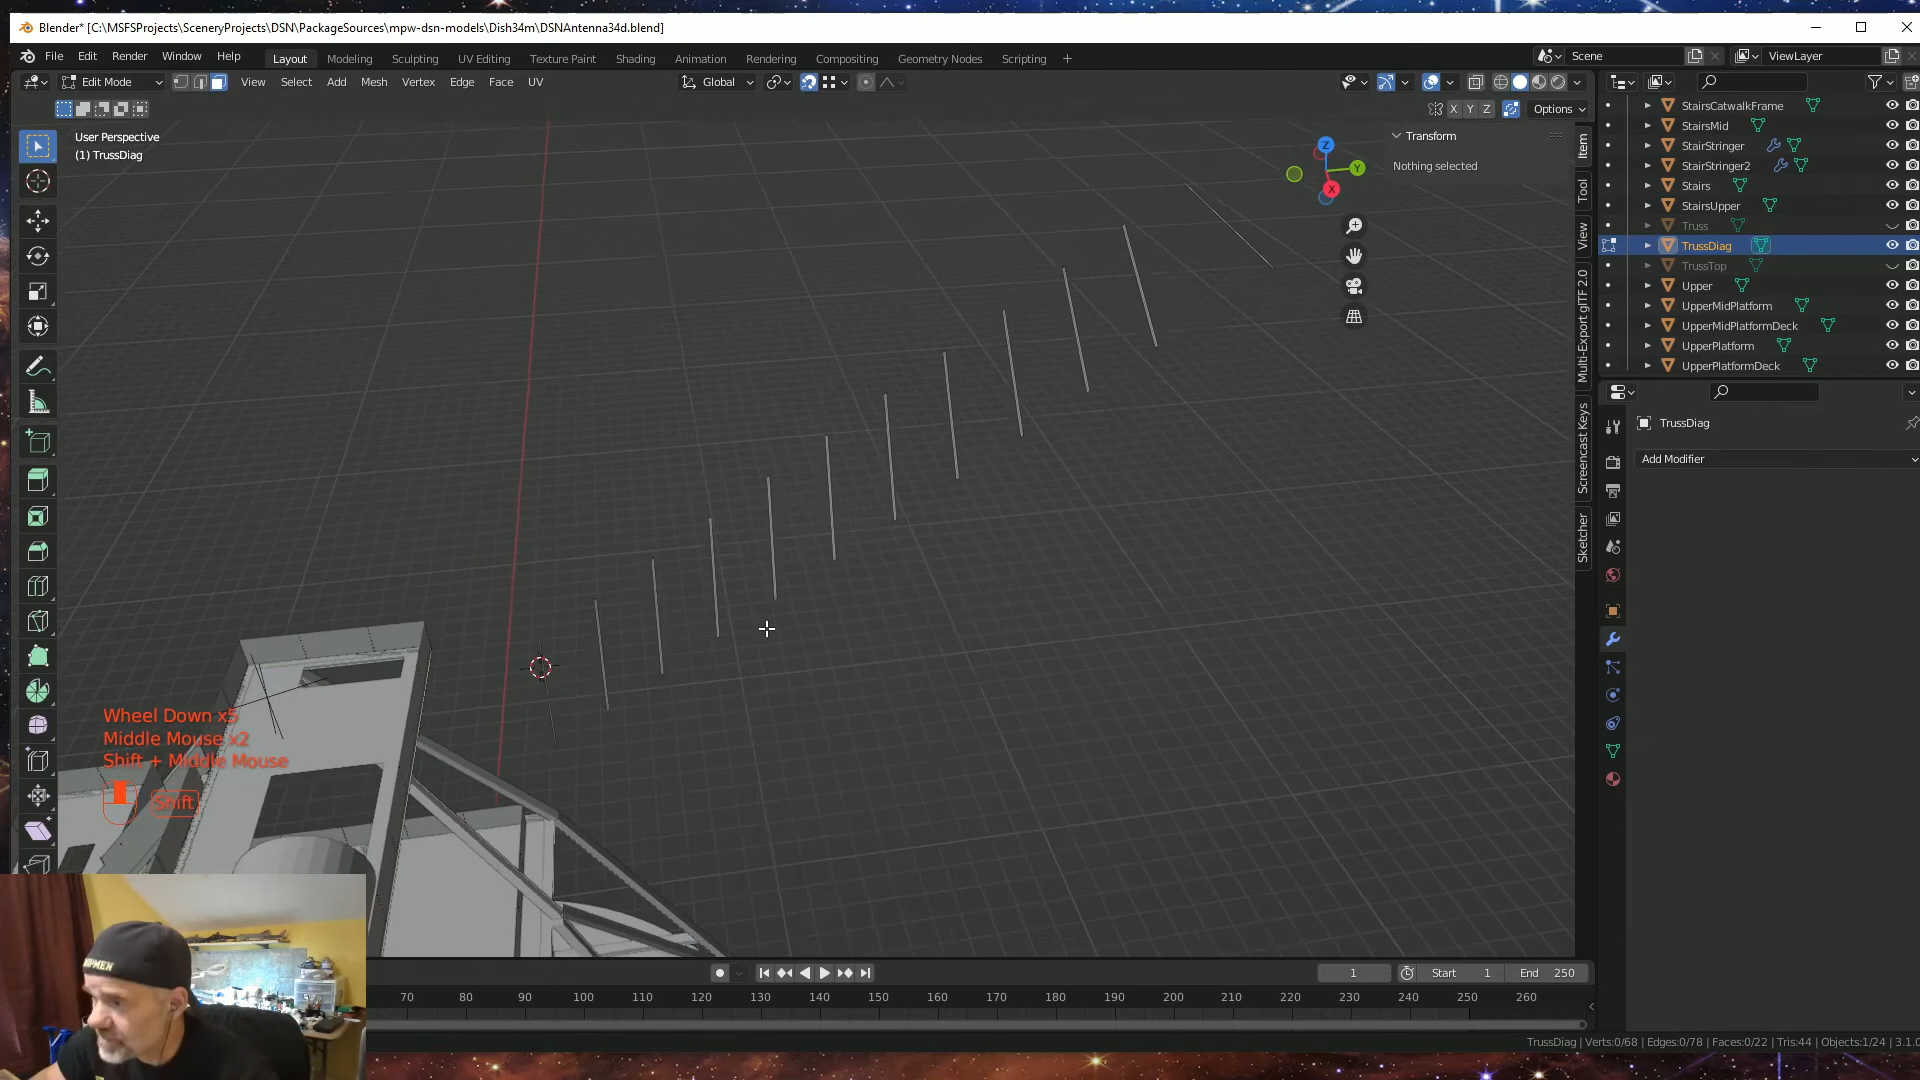 Blender* [C:\MSFSProjects\SceneryProjects\DSN\PackageSources\mpw-dsn-models\Dish34m\DSNAntenna34d.blend]
File Edit Render Window Help Layout Modeling Sculpting UV Editing Texture Paint Shading Animation Rendering Compositing Geometry Nodes Scripting + Scene ViewLayer
Edit Mode View Select Add Mesh Vertex Edge Face UV Global
X Y Z Options
User Perspective
(1) TrussDiag
Transform
Nothing selected
Z
Y
X
Item
Tool
View
Multi-Export glTF 2.0
Screencast Keys
Sketcher
StairsCatwalkFrame
StairsMid
StairStringer
StairStringer2
Stairs
StairsUpper
Truss
TrussDiag
TrussTop
Upper
UpperMidPlatform
UpperMidPlatformDeck
UpperPlatform
UpperPlatformDeck
TrussDiag
Add Modifier
Wheel Down x5
Middle Mouse x2
Shift + Middle Mouse
Shift
1 Start 1 End 250
70 80 90 100 110 120 130 140 150 160 170 180 190 200 210 220 230 240 250 260
TrussDiag | Verts:0/68 | Edges:0/78 | Faces:0/22 | Tris:44 | Objects:1/24 | 3.1.0